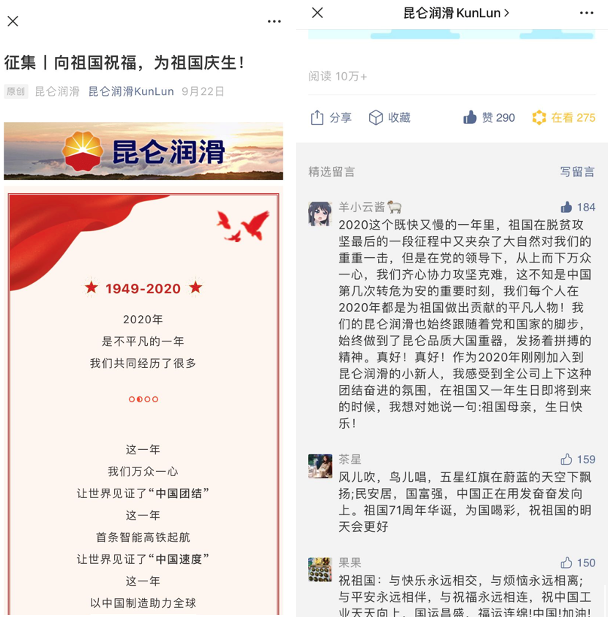 征集丨向祖国祝福，为祖国庆生！
原创 昆仑润滑 昆仑润滑KunLun 9月22日
昆仑润滑
★ 1949-2020 ★
2020年
是不平凡的一年
我们共同经历了很多
这一年
我们万众一心
让世界见证了“中国团结”
这一年
首条智能高铁起航
让世界见证了“中国速度”
这一年
以中国制造助力全球
昆仑润滑KunLun
阅读 10万+
分享 收藏 赞 290 在看 275
精选留言 写留言
羊小云酱🐏 184
2020这个既快又慢的一年里，祖国在脱贫攻
坚最后的一段征程中又夹杂了大自然对我们的
重重一击，但是在党的领导下，从上而下万众
一心，我们齐心协力攻坚克难，这不知是中国
第几次转危为安的重要时刻，我们每个人在
2020年都是为祖国做出贡献的平凡人物！我
们的昆仑润滑也始终跟随着党和国家的脚步，
始终做到了昆仑品质大国重器，发扬着拼搏的
精神。真好！真好！作为2020年刚刚加入到
昆仑润滑的小新人，我感受到全公司上下这种
团结奋进的氛围，在祖国又一年生日即将到来
的时候，我想对她说一句:祖国母亲，生日快
乐！
茶星 159
风儿吹，鸟儿唱，五星红旗在蔚蓝的天空下飘
扬;民安居，国富强，中国正在用发奋奋发向
上。祖国71周年华诞，为国喝彩，祝祖国的明
天会更好
果果 150
祝祖国：与快乐永远相交，与烦恼永远相离；
与平安永远相伴，与祝福永远相连，祝中国工
业天天向上，国运昌盛，福运连绵!中国!加油!